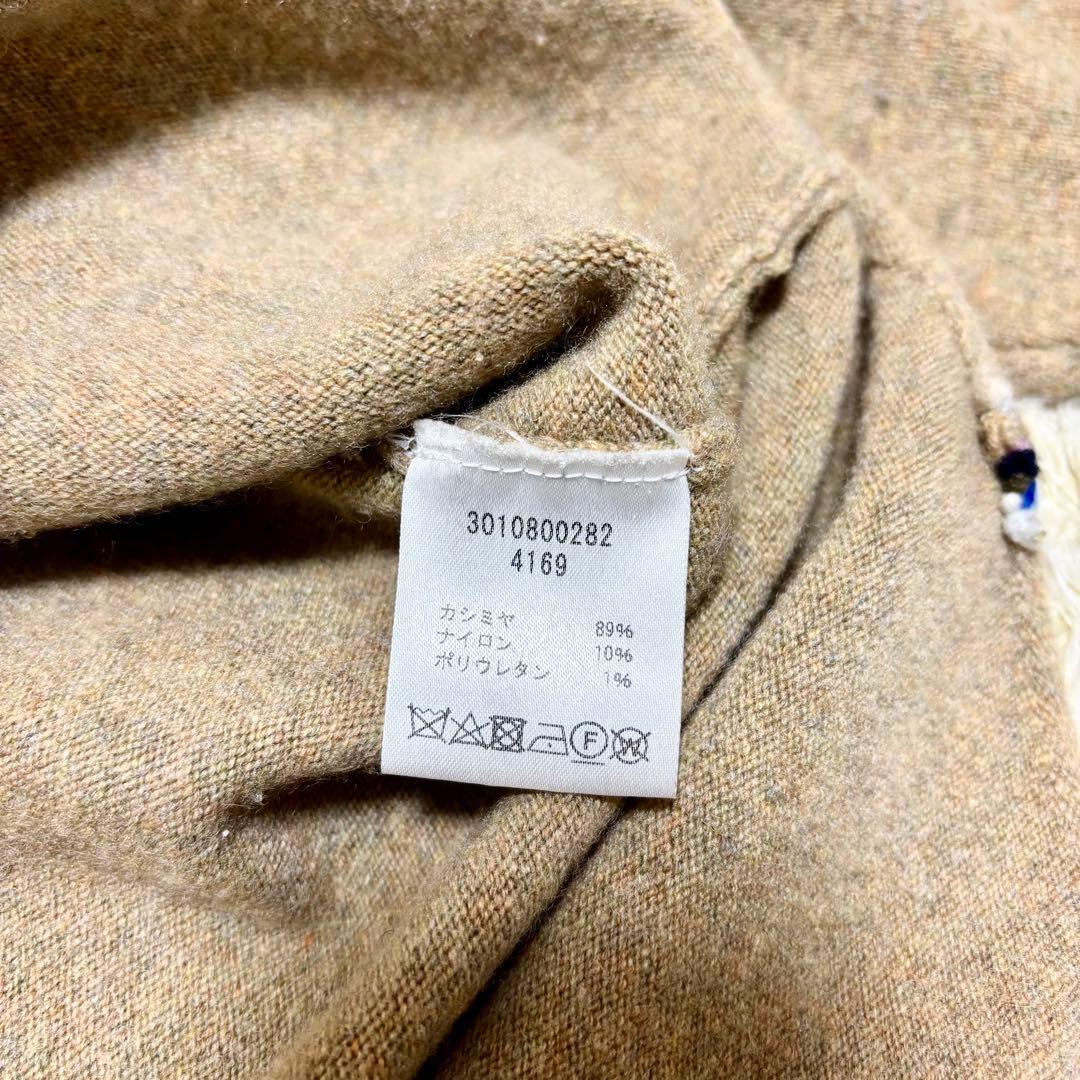 3010800282
4169
カシミヤ 89%
ナイロン 10%
ポリウレタン 1%
F W